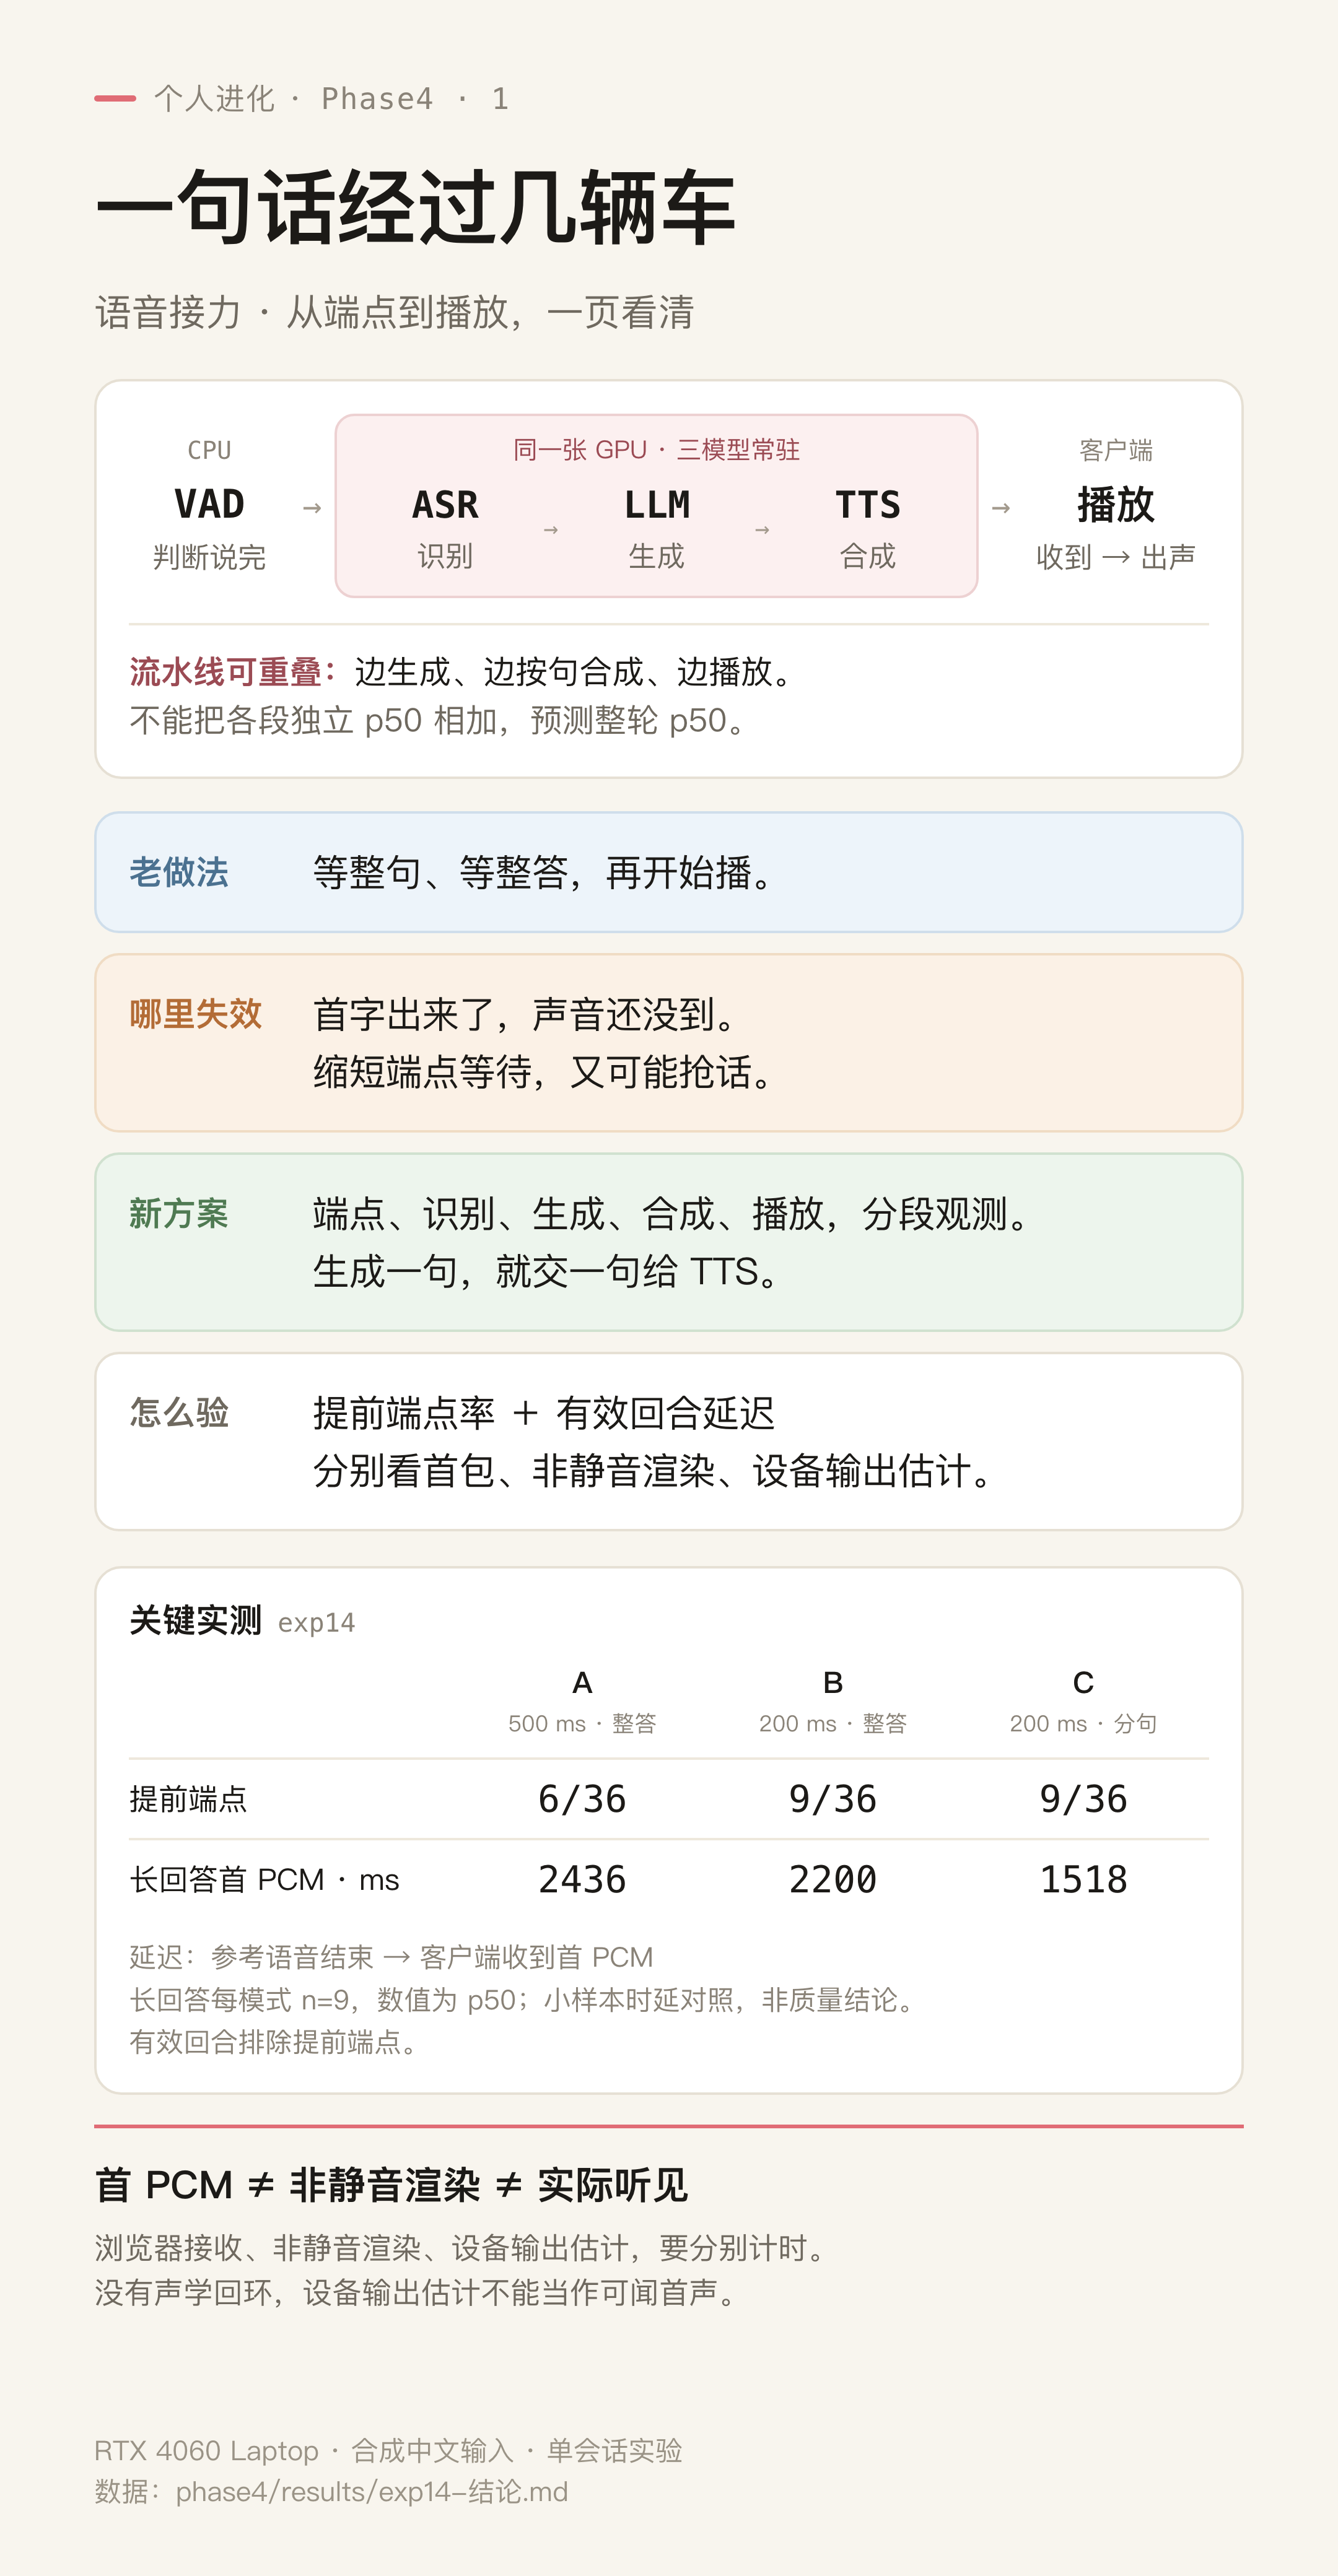 个人进化 · Phase4 · 1
一句话经过几辆车
语音接力 · 从端点到播放，一页看清
CPU
VAD
判断说完
→
同一张 GPU · 三模型常驻
ASR
识别
→
LLM
生成
→
TTS
合成
→
客户端
播放
收到 → 出声
流水线可重叠：边生成、边按句合成、边播放。
不能把各段独立 p50 相加，预测整轮 p50。
老做法 等整句、等整答，再开始播。
哪里失效 首字出来了，声音还没到。
缩短端点等待，又可能抢话。
新方案 端点、识别、生成、合成、播放，分段观测。
生成一句，就交一句给 TTS。
怎么验 提前端点率 + 有效回合延迟
分别看首包、非静音渲染、设备输出估计。
关键实测 exp14
A B C
500 ms · 整答 200 ms · 整答 200 ms · 分句
提前端点 6/36 9/36 9/36
长回答首 PCM · ms 2436 2200 1518
延迟：参考语音结束 → 客户端收到首 PCM
长回答每模式 n=9，数值为 p50；小样本时延对照，非质量结论。
有效回合排除提前端点。
首 PCM ≠ 非静音渲染 ≠ 实际听见
浏览器接收、非静音渲染、设备输出估计，要分别计时。
没有声学回环，设备输出估计不能当作可闻首声。
RTX 4060 Laptop · 合成中文输入 · 单会话实验
数据：phase4/results/exp14-结论.md